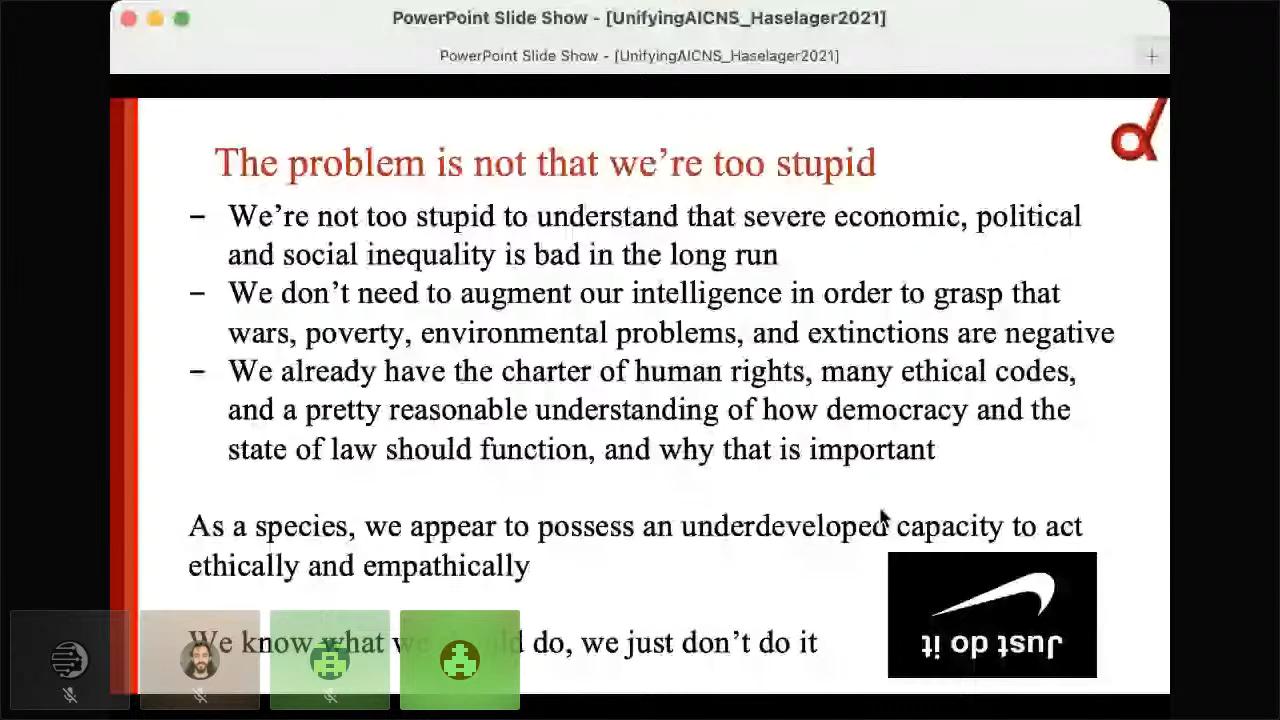 PowerPoint Slide Show - [UnifyingAICNS_Haselager2021]
PowerPoint Slide Show - [UnifyingAICNS_Haselager2021]
The problem is not that we’re too stupid
– We’re not too stupid to understand that severe economic, political
and social inequality is bad in the long run
– We don’t need to augment our intelligence in order to grasp that
wars, poverty, environmental problems, and extinctions are negative
– We already have the charter of human rights, many ethical codes,
and a pretty reasonable understanding of how democracy and the
state of law should function, and why that is important
As a species, we appear to possess an underdeveloped capacity to act
ethically and empathically
We know what we should do, we just don’t do it
Just do it